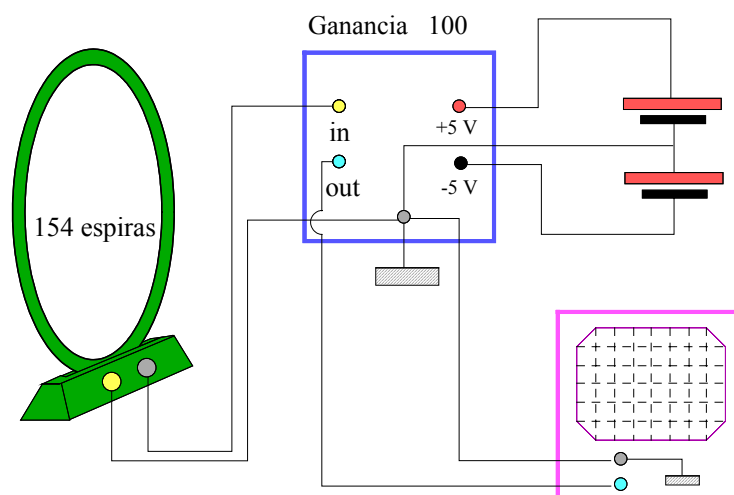 Ganancia 100
in
+5 V
out
-5 V
154 espiras